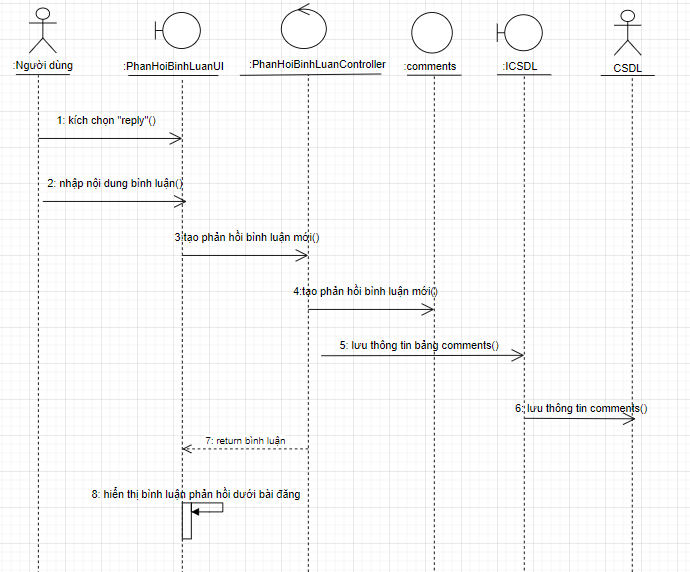 :Người dùng
:PhanHoiBinhLuanUI
:PhanHoiBinhLuanController
:comments
:ICSDL
CSDL
1: kích chọn "reply"()
2: nhập nội dung bình luận()
3:tạo phản hồi bình luận mới()
4:tạo phản hồi bình luận mới()
5: lưu thông tin bảng comments()
6: lưu thông tin comments()
7: return bình luận
8: hiển thị bình luận phản hồi dưới bài đăng